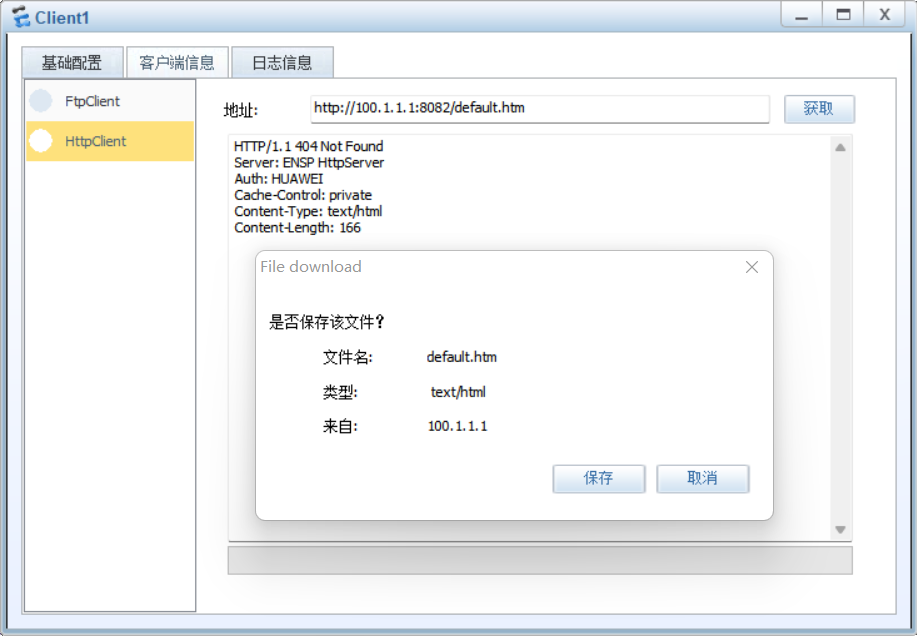 Client1
基础配置 客户端信息 日志信息
FtpClient
HttpClient
地址: http://100.1.1.1:8082/default.htm 获取
HTTP/1.1 404 Not Found
Server: ENSP HttpServer
Auth: HUAWEI
Cache-Control: private
Content-Type: text/html
Content-Length: 166
File download
是否保存该文件?
文件名: default.htm
类型: text/html
来自: 100.1.1.1
保存 取消